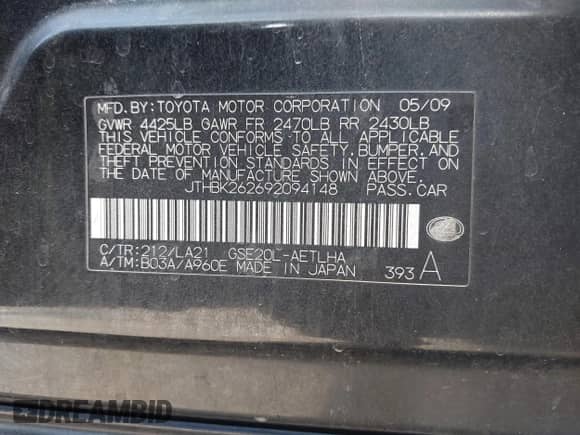 MFD. BY: TOYOTA MOTOR CORPORATION 05/09
GVWR 4425LB GAWR FR 2470LB RR 2430LB
THIS VEHICLE CONFORMS TO ALL APPLICABLE
FEDERAL MOTOR VEHICLE SAFETY, BUMPER, AND
THEFT PREVENTION STANDARDS IN EFFECT ON
THE DATE OF MANUFACTURE SHOWN ABOVE.
JTHBK262692094148 PASS. CAR
C/TR: 212/LA21 GSE20L-AETLHA
A/TM: B03A/A960E MADE IN JAPAN 393 A
DREAMBID